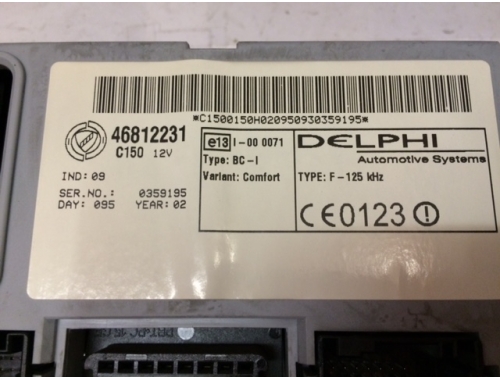 *C1500150H020950930359195*
46812231
C150 12V
IND: 09
SER.NO.: 0359195
DAY: 095 YEAR: 02
e13 I-00 0071
Type: BC-I
Variant: Comfort
DELPHI
Automotive Systems
TYPE: F-125 kHz
CE0123